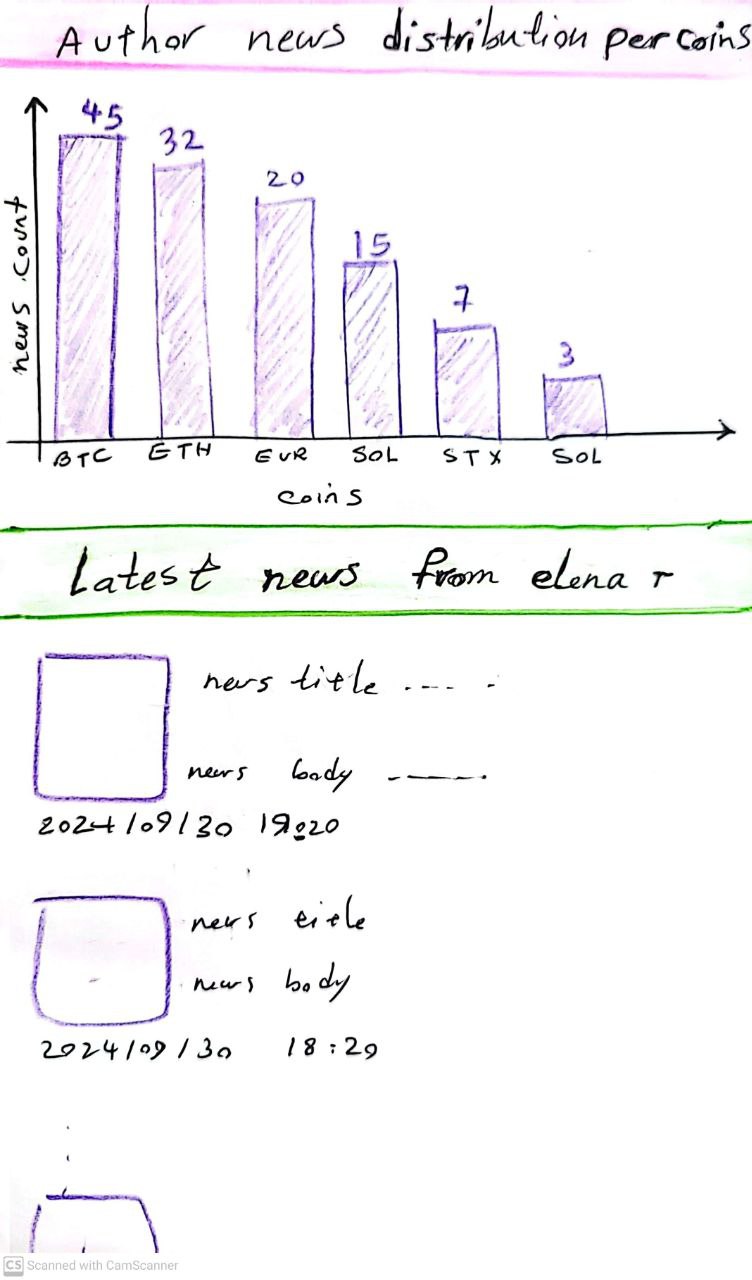 Author news distribution per coins
45
32
20
15
7
3
news count
BTC ETH EUR SOL STX SOL
coins
Latest news from elena r
news title .... .
news body -----.
2024/09/30 19:20
news title
news body
2024/09/30 18:20
CS Scanned with CamScanner